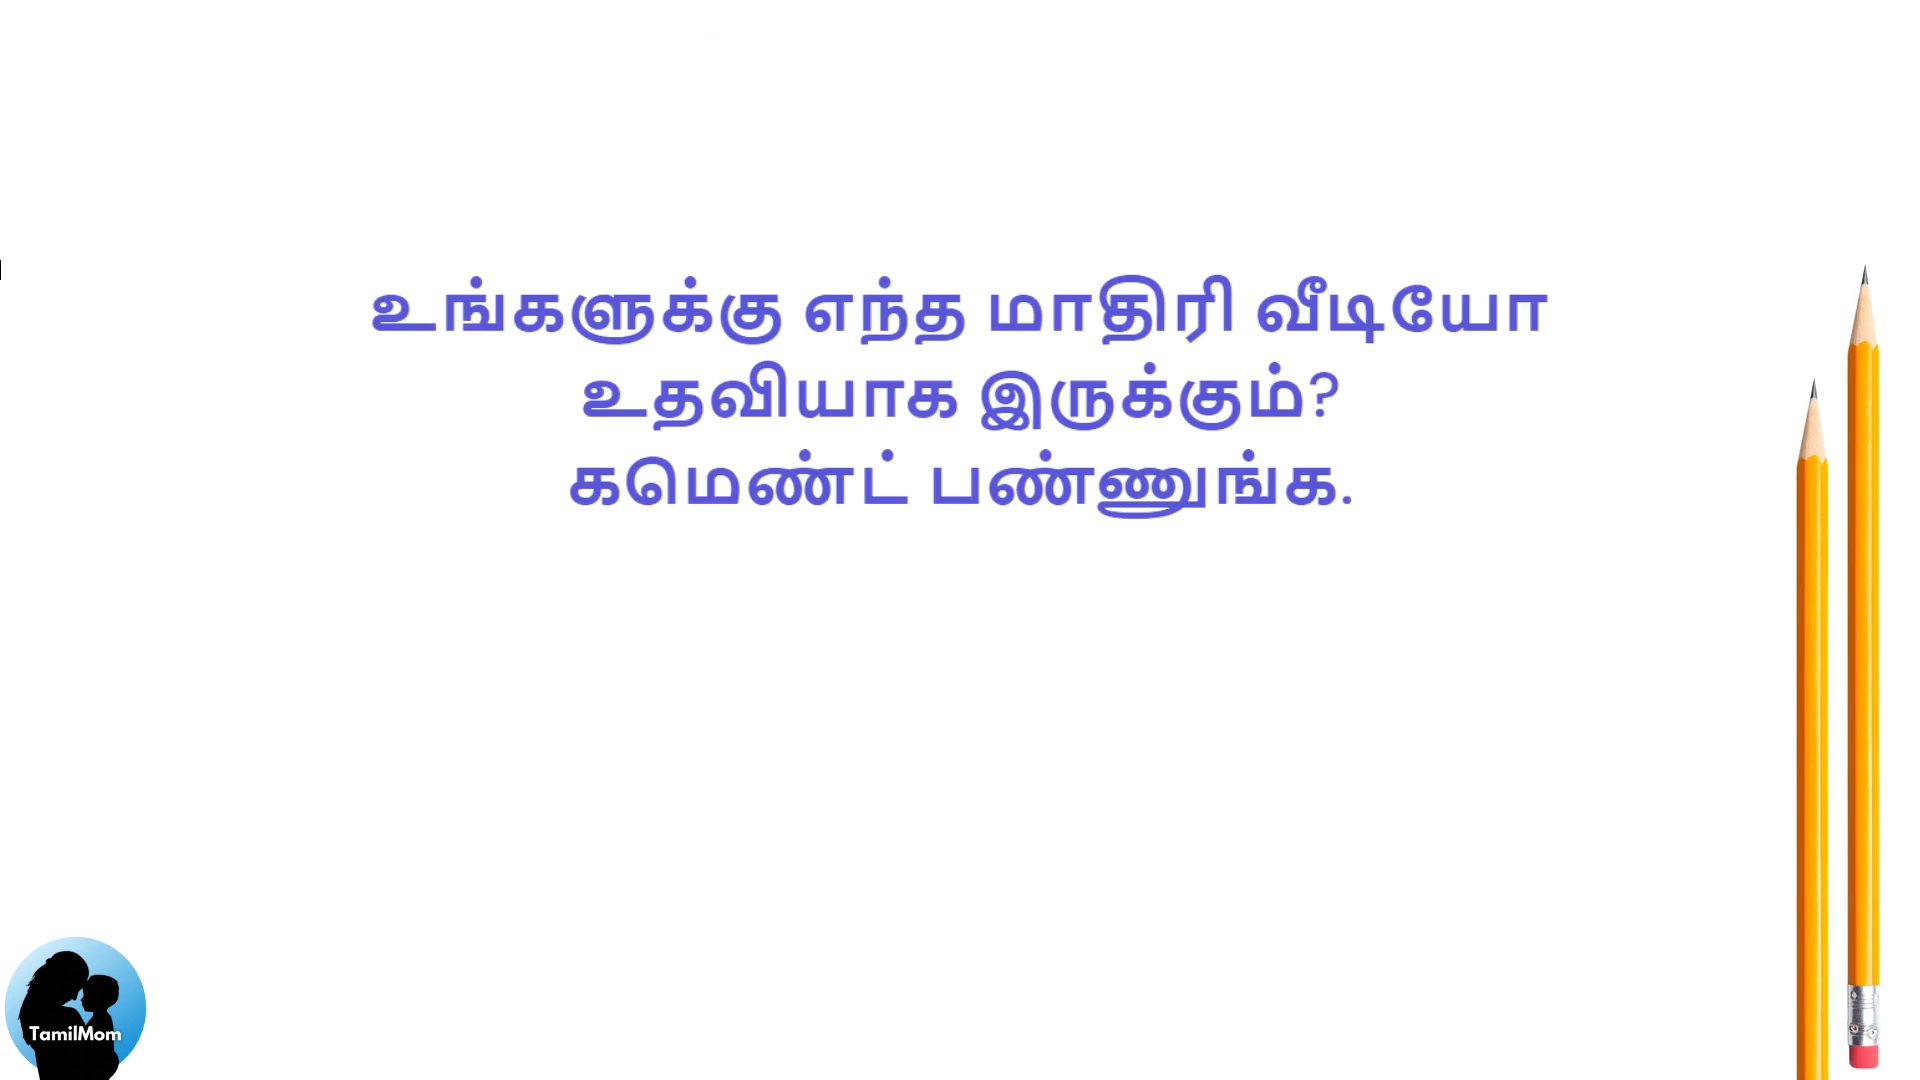 உங்களுக்கு எந்த மாதிரி வீடியோ
உதவியாக இருக்கும்?
கமெண்ட் பண்ணுங்க.
TamilMom